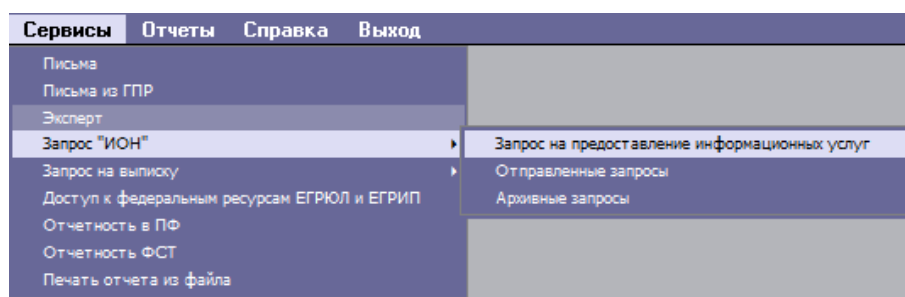 Сервисы Отчеты Справка Выход
Письма
Письма из ГПР
Эксперт
Запрос "ИОН"
Запрос на предоставление информационных услуг
Запрос на выписку
Отправленные запросы
Доступ к федеральным ресурсам ЕГРЮЛ и ЕГРИП
Архивные запросы
Отчетность в ПФ
Отчетность ФСТ
Печать отчета из файла